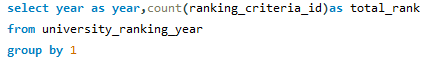 select year as year,count(ranking_criteria_id)as total_rank
from university_ranking_year
group by 1